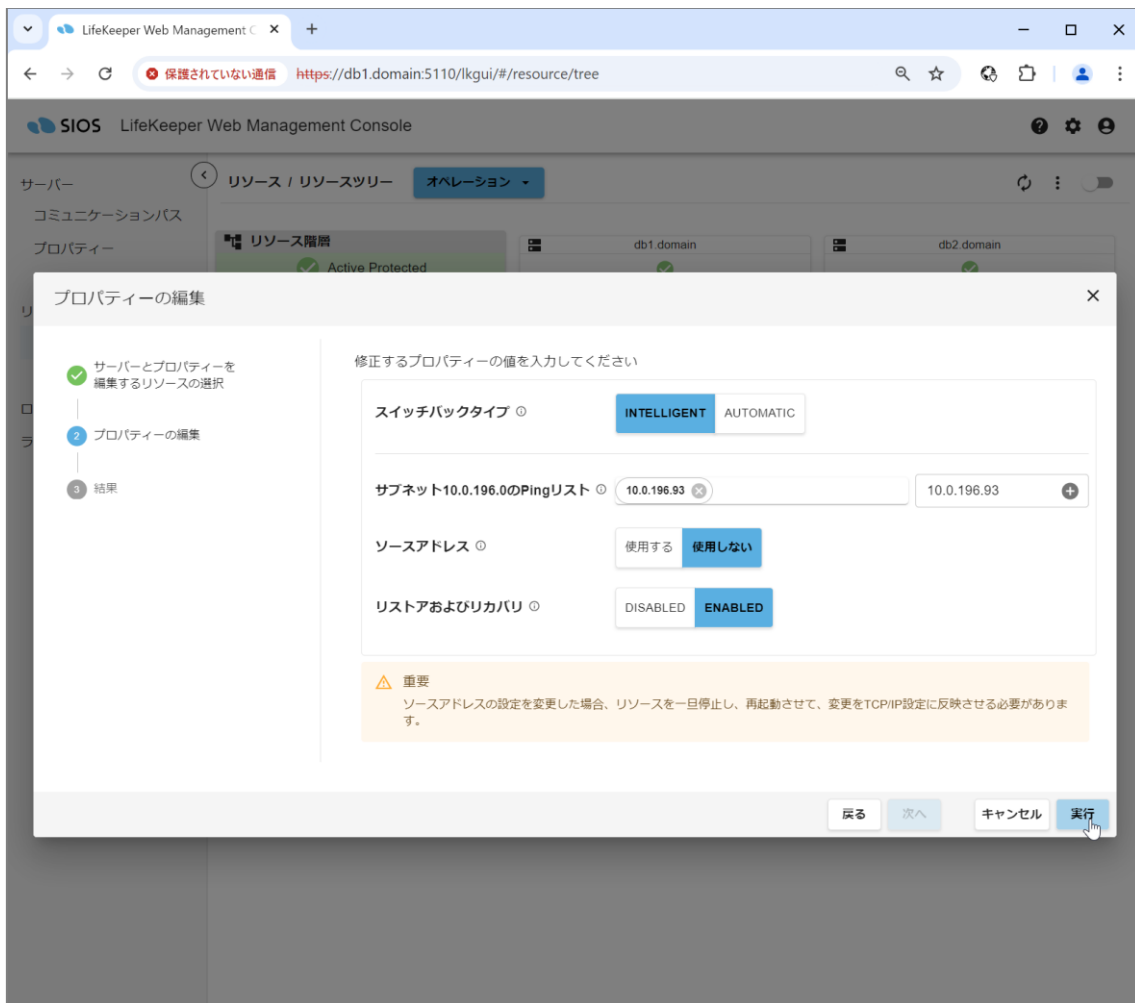 LifeKeeper Web Management C
保護されていない通信 https://db1.domain:5110/lkgui/#/resource/tree
SIOS LifeKeeper Web Management Console
サーバー
コミュニケーションパス
プロパティー
リソース / リソースツリー オペレーション
リソース階層
Active Protected
db1.domain
db2.domain
リ
ロ
ラ
プロパティーの編集
サーバーとプロパティーを
編集するリソースの選択
2 プロパティーの編集
3 結果
修正するプロパティーの値を入力してください
スイッチバックタイプ INTELLIGENT AUTOMATIC
サブネット10.0.196.0のPingリスト 10.0.196.93 10.0.196.93
ソースアドレス 使用する 使用しない
リストアおよびリカバリ DISABLED ENABLED
重要
ソースアドレスの設定を変更した場合、リソースを一旦停止し、再起動させて、変更をTCP/IP設定に反映させる必要がありま
す。
戻る 次へ キャンセル 実行